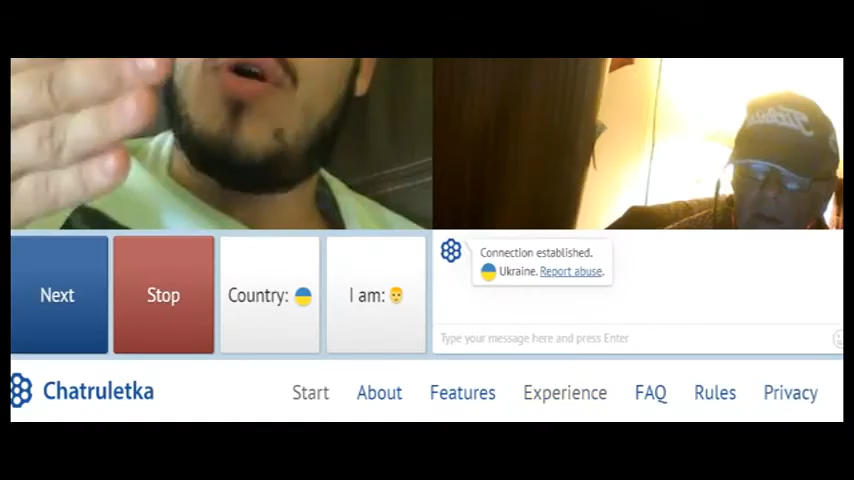 Connection established.
Ukraine. Report abuse.
Next
Stop
Country:
I am:
Type your message here and press Enter
Chatruletka
Start
About
Features
Experience
FAQ
Rules
Privacy